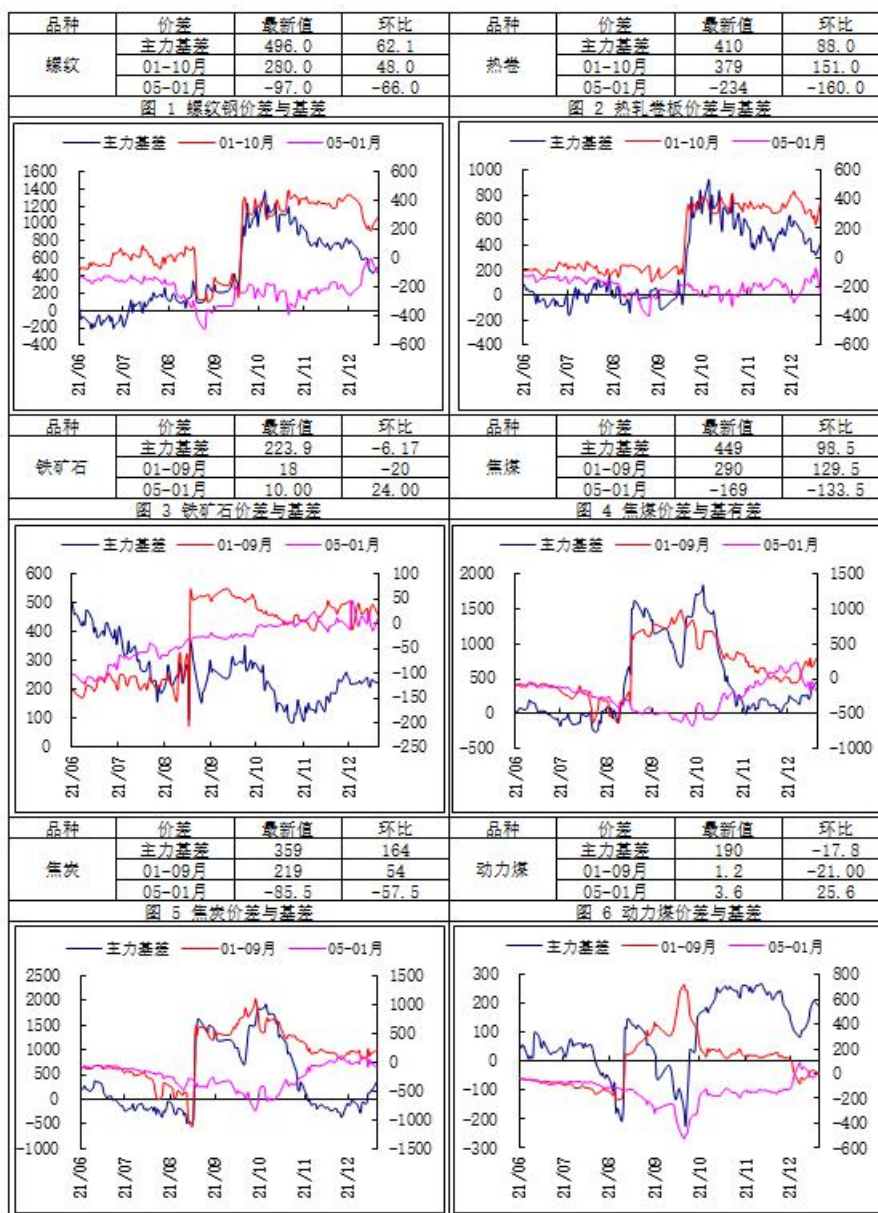 品种 价差 最新值 环比 品种 价差 最新值 环比
螺纹 主力基差 496.0 62.1 热卷 主力基差 410 88.0
01-10月 280.0 48.0 01-10月 379 151.0
05-01月 -97.0 -66.0 05-01月 -234 -160.0
图 1 螺纹钢价差与基差 图 2 热轧卷板价差与基差
主力基差 01-10月 05-01月
1600 1400 1200 1000 800 600 400 200 0 -200 -400
600 400 200 0 -200 -400 -600
21/06 21/07 21/08 21/09 21/10 21/11 21/12
主力基差 01-10月 05-01月
1000 800 600 400 200 0 -200 -400
600 400 200 0 -200 -400 -600
21/06 21/07 21/08 21/09 21/10 21/11 21/12
品种 价差 最新值 环比 品种 价差 最新值 环比
铁矿石 主力基差 223.9 -6.17 焦煤 主力基差 449 98.5
01-09月 18 -20 01-09月 290 129.5
05-01月 10.00 24.00 05-01月 -169 -133.5
图 3 铁矿石价差与基差 图 4 焦煤价差与基有差
主力基差 01-09月 05-01月
600 500 400 300 200 100 0
100 50 0 -50 -100 -150 -200 -250
21/06 21/07 21/08 21/09 21/10 21/11 21/12
主力基差 01-09月 05-01月
2000 1500 1000 500 0 -500
1500 1000 500 0 -500 -1000
21/06 21/07 21/08 21/09 21/10 21/11 21/12
品种 价差 最新值 环比 品种 价差 最新值 环比
焦炭 主力基差 359 164 动力煤 主力基差 190 -17.8
01-09月 219 54 01-09月 1.2 -21.00
05-01月 -85.5 -57.5 05-01月 3.6 25.6
图 5 焦炭价差与基差 图 6 动力煤价差与基差
主力基差 01-09月 05-01月
2500 2000 1500 1000 500 0 -500 -1000
1500 1000 500 0 -500 -1000 -1500
21/06 21/07 21/08 21/09 21/10 21/11 21/12
主力基差 01-09月 05-01月
300 200 100 0 -100 -200 -300
800 600 400 200 0 -200 -400 -600
21/06 21/07 21/08 21/09 21/10 21/11 21/12